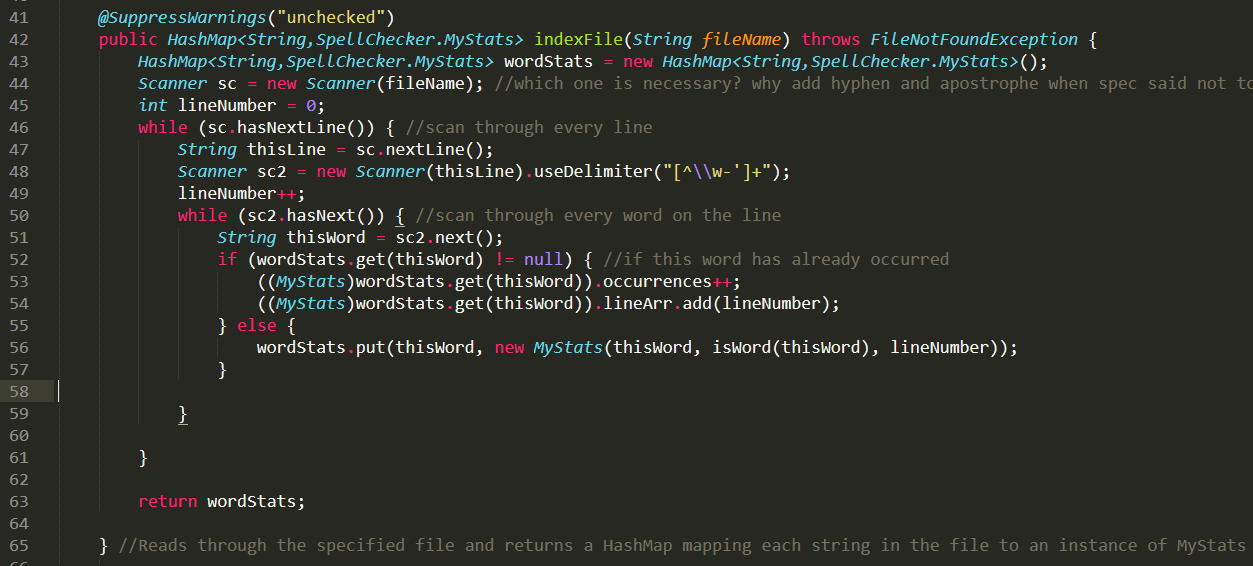 41 @SuppressWarnings("unchecked")
42 public HashMap<String,SpellChecker.MyStats> indexFile(String fileName) throws FileNotFoundException {
43 HashMap<String,SpellChecker.MyStats> wordStats = new HashMap<String,SpellChecker.MyStats>();
44 Scanner sc = new Scanner(fileName); //which one is necessary? why add hyphen and apostrophe when spec said not
45 int lineNumber = 0;
46 while (sc.hasNextLine()) { //scan through every line
47 String thisLine = sc.nextLine();
48 Scanner sc2 = new Scanner(thisLine).useDelimiter("[^\\w-']+");
49 lineNumber++;
50 while (sc2.hasNext()) { //scan through every word on the line
51 String thisWord = sc2.next();
52 if (wordStats.get(thisWord) != null) { //if this word has already occurred
53 ((MyStats)wordStats.get(thisWord)).occurrences++;
54 ((MyStats)wordStats.get(thisWord)).lineArr.add(lineNumber);
55 } else {
56 wordStats.put(thisWord, new MyStats(thisWord, isWord(thisWord), lineNumber));
57 }
58
59 }
60
61 }
62
63 return wordStats;
64
65 } //Reads through the specified file and returns a HashMap mapping each string in the file to an instance of MyStats